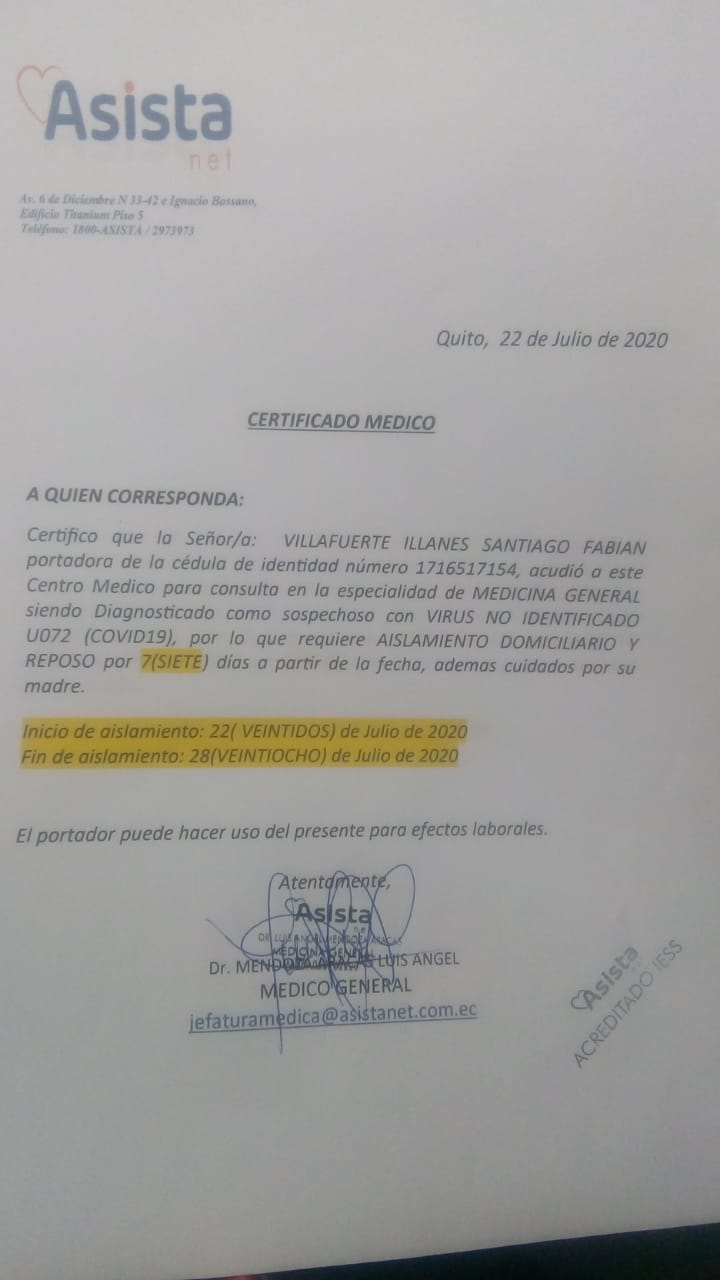 Asista
net
Av. 6 de Diciembre N 33-42 e Ignacio Bossano,
Edificio Titanium Piso 5
Teléfono: 1800-ASISTA / 2973973
Quito, 22 de Julio de 2020
CERTIFICADO MEDICO
A QUIEN CORRESPONDA:
Certifico que la Señor/a: VILLAFUERTE ILLANES SANTIAGO FABIAN
portadora de la cédula de identidad número 1716517154, acudió a este
Centro Medico para consulta en la especialidad de MEDICINA GENERAL
siendo Diagnosticado como sospechoso con VIRUS NO IDENTIFICADO
U072 (COVID19), por lo que requiere AISLAMIENTO DOMICILIARIO Y
REPOSO por 7(SIETE) días a partir de la fecha, ademas cuidados por su
madre.
Inicio de aislamiento: 22( VEINTIDOS) de Julio de 2020
Fin de aislamiento: 28(VEINTIOCHO) de Julio de 2020
El portador puede hacer uso del presente para efectos laborales.
Atentamente,
Asista
DR. LUIS ANGEL MENDOZA ARACAS
MEDICINA GENERAL
Dr. MENDOZA ARACAS LUIS ANGEL
MEDICO GENERAL
jefaturamedica@asistanet.com.ec
Asista
ACREDITADO IESS